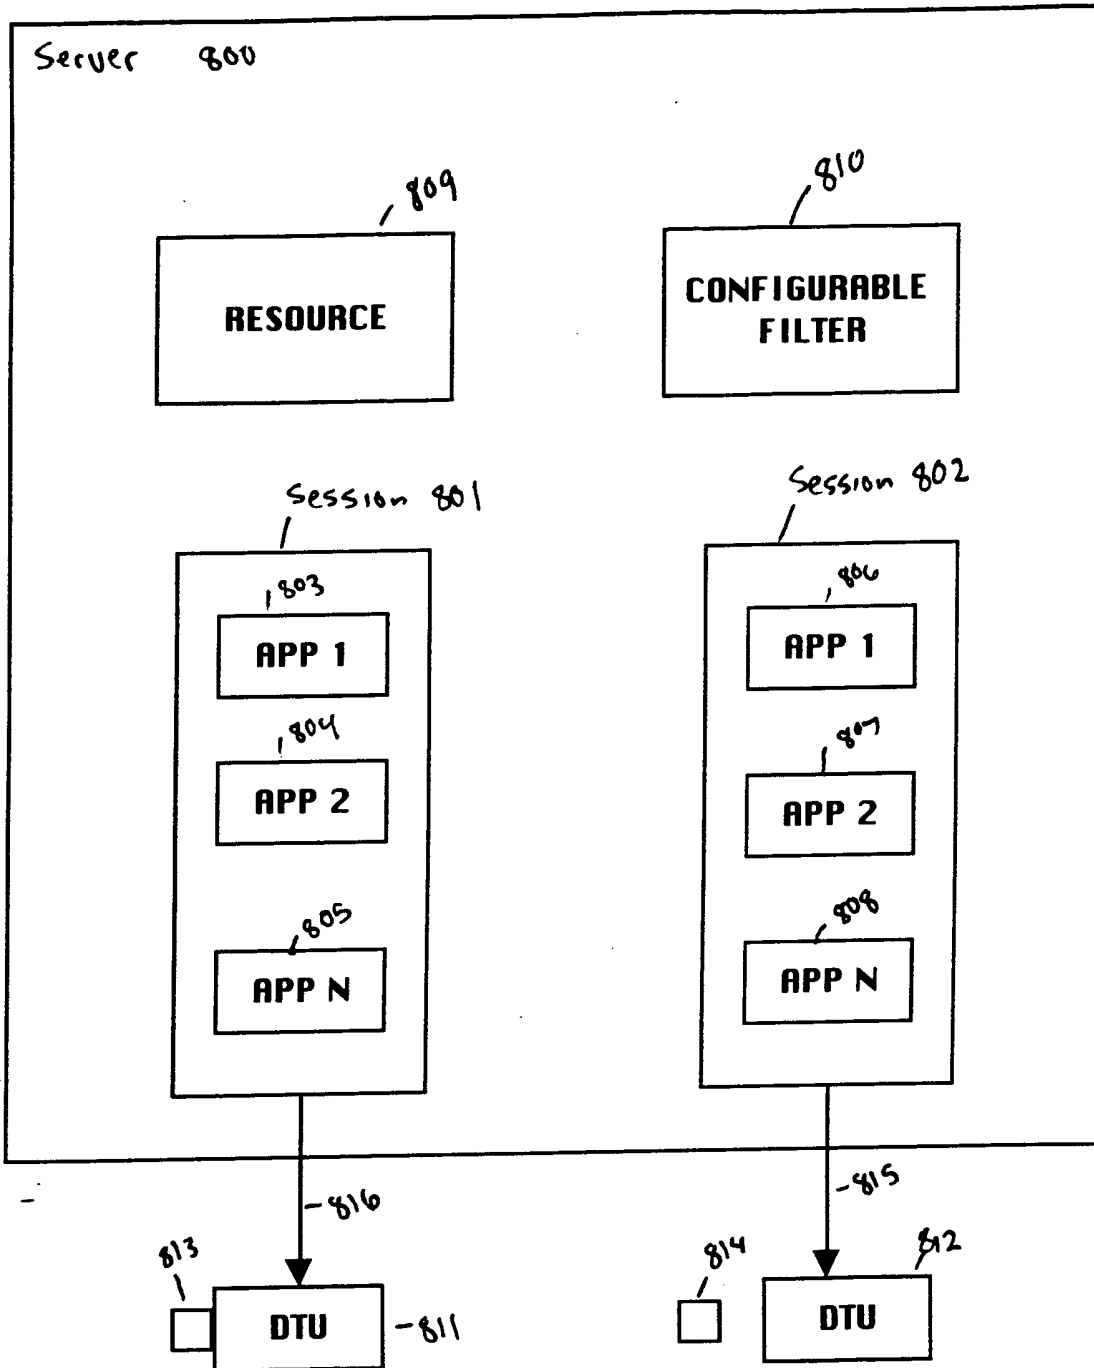 Server 800
809
810
RESOURCE
CONFIGURABLE
FILTER
Session 801
Session 802
803
806
APP 1
APP 1
804
807
APP 2
APP 2
805
808
APP N
APP N
816
815
813
814
812
DTU
811
DTU